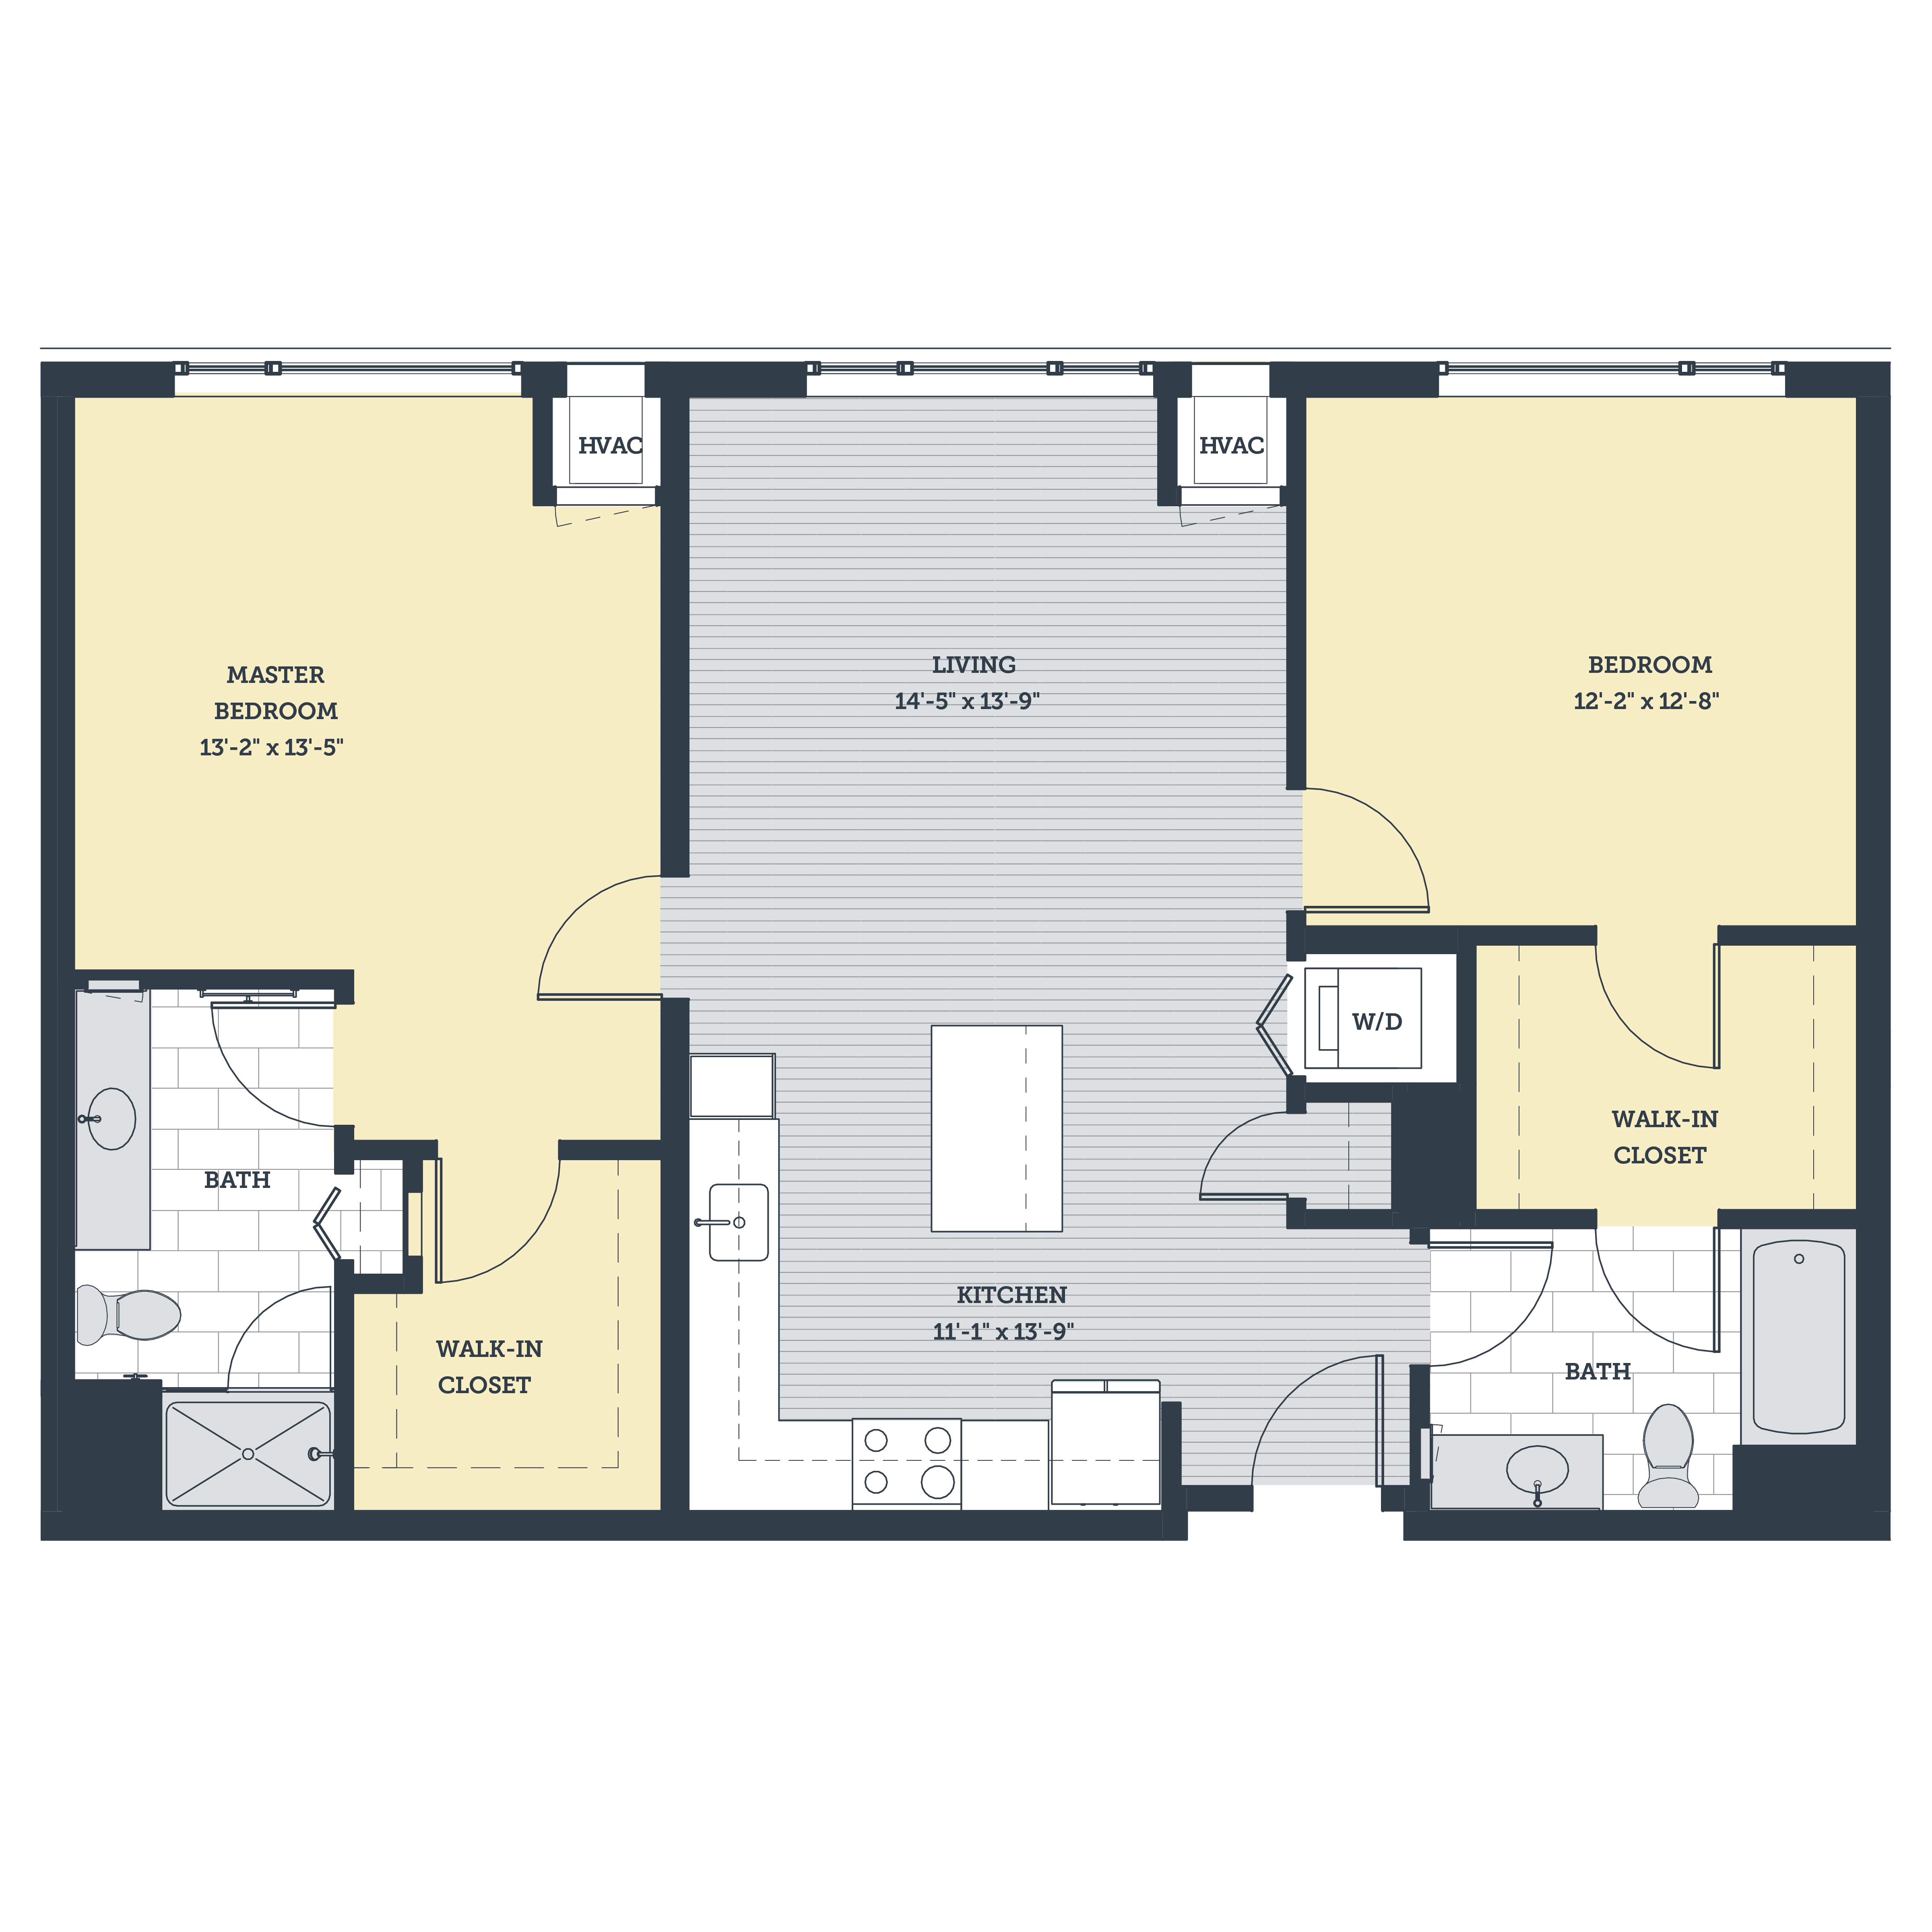 HVAC
HVAC
MASTER
BEDROOM
13'-2" x 13'-5"
LIVING
14'-5" x 13'-9"
BEDROOM
12'-2" x 12'-8"
W/D
WALK-IN
CLOSET
BATH
KITCHEN
11'-1" x 13'-9"
WALK-IN
CLOSET
BATH